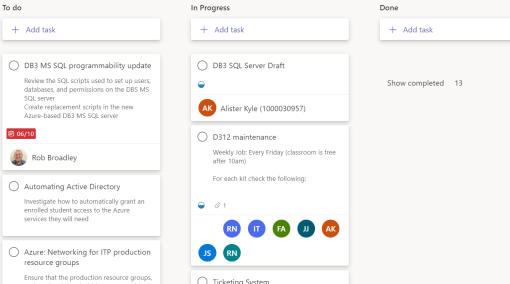 To do
Add task
DB3 MS SQL programmability update
Review the SQL scripts used to set up users,
databases, and permissions on the DBS MS
SQL server
Create replacement scripts in the new
Azure-based DB3 MS SQL server
06/10
Rob Broadley
Automating Active Directory
Investigate how to automatically grant an
enrolled student access to the Azure
services they will need
Azure: Networking for ITP production
resource groups
Ensure that the production resource groups,
In Progress
Add task
DB3 SQL Server Draft
AK Alister Kyle (1000030957)
D312 maintenance
Weekly Job: Every Friday (classroom is free
after 10am)
For each kit check the following:
1
RN IT FA JJ AK
JS RN
Ticketing System
Done
Add task
Show completed 13